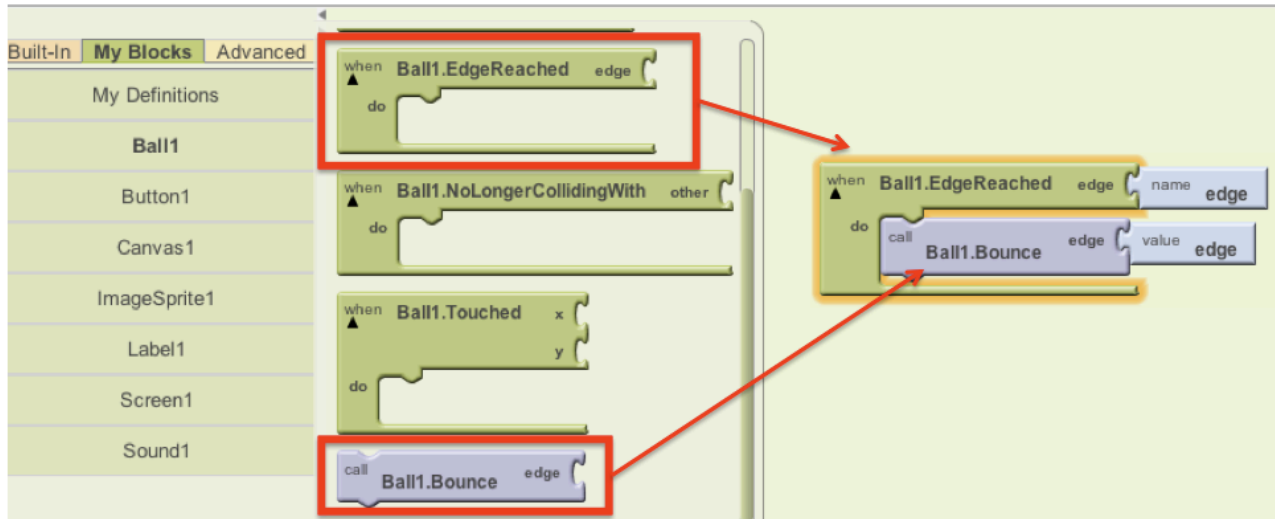 Built-In My Blocks Advanced
My Definitions
Ball1
Button1
Canvas1
ImageSprite1
Label1
Screen1
Sound1
when Ball1.EdgeReached edge
do
when Ball1.NoLongerCollidingWith other
do
when Ball1.Touched x
y
do
call Ball1.Bounce edge
when Ball1.EdgeReached edge name edge
do call Ball1.Bounce edge value edge